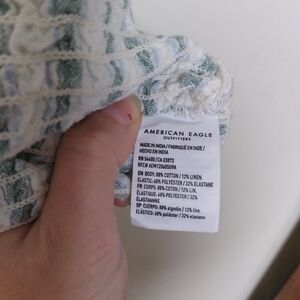 AMERICAN EAGLE
OUTFITTERS
MADE IN INDIA / FABRIQUÉ EN INDE /
HECHO EN INDIA
RN 54485/CA 03873
EN BODY: 88% COTTON / 12% LINEN.
ELASTIC: 68% POLYESTER / 32% ELASTANE
FR CORPS: 88% COTON / 12% LIN.
ÉLASTIQUE: 68% POLYESTER / 32%
ÉLASTHANNE
SP CUERPO: 88% algodón / 12% lino.
ELÁSTICO: 68% poliéster / 32% elastano